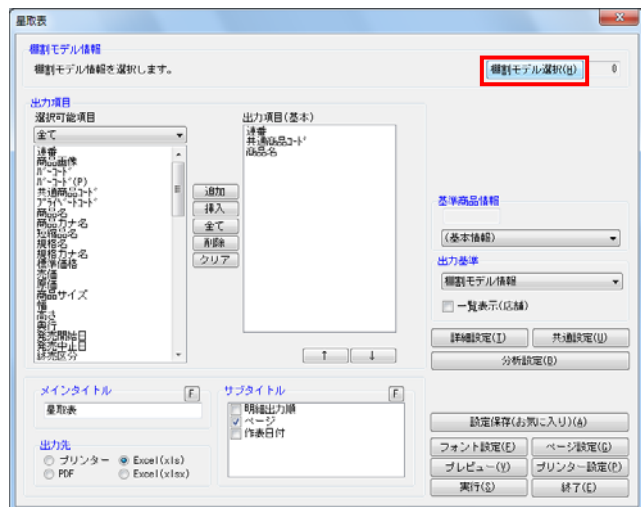 星取表
棚割モデル情報
棚割モデル情報を選択します。
棚割モデル選択(H)
0
出力項目
選択可能項目
全て
連番
商品画像
ﾊﾞｰｺｰﾄﾞ
ﾊﾞｰｺｰﾄﾞ(P)
共通商品ｺｰﾄﾞ
ﾌﾟﾗｲﾍﾞｰﾄｺｰﾄﾞ
商品名
商品カナ名
短縮品名
規格名
規格カナ名
標準価格
売価
原価
商品サイズ
幅
高さ
奥行
発売開始日
発売中止日
終売区分
追加
挿入
全て
削除
クリア
出力項目(基本)
連番
共通商品ｺｰﾄﾞ
商品名
↑
↓
基準商品情報
(基本情報)
出力基準
棚割モデル情報
一覧表示(店舗)
詳細設定(I)
共通設定(U)
分析設定(B)
メインタイトル
F
星取表
サブタイトル
F
明細出力順
ページ
作表日付
出力先
プリンター
Excel(xls)
PDF
Excel(xlsx)
設定保存(お気に入り)(A)
フォント設定(F)
ページ設定(G)
プレビュー(V)
プリンター設定(P)
実行(S)
終了(E)